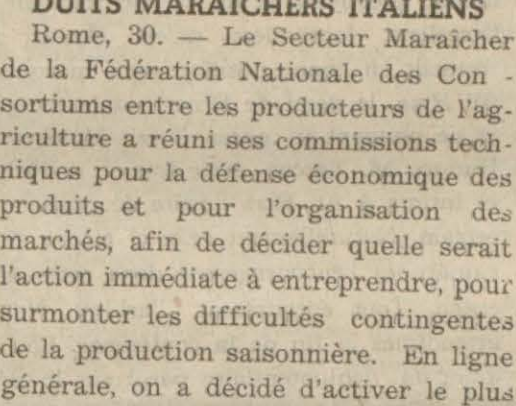 DUITS MARAICHERS ITALIENS
Rome, 30. — Le Secteur Maraîcher
de la Fédération Nationale des Con -
sortiums entre les producteurs de l'ag-
riculture a réuni ses commissions tech-
niques pour la défense économique des
produits et pour l'organisation des
marchés, afin de décider quelle serait
l'action immédiate à entreprendre, pour
surmonter les difficultés contingentes
de la production saisonnière. En ligne
générale, on a décidé d'activer le plus